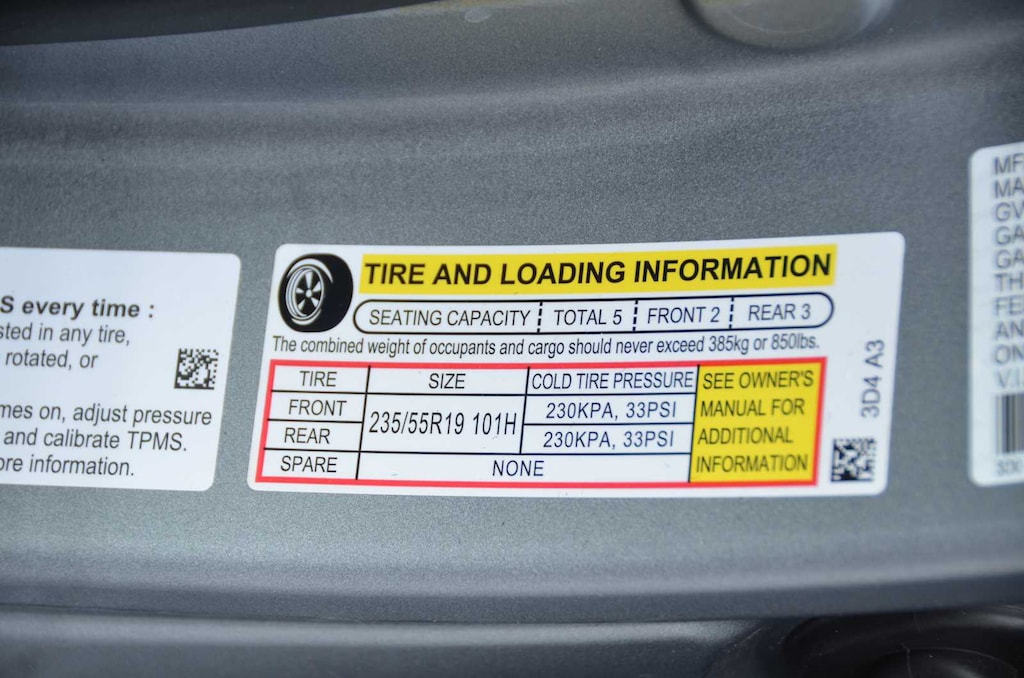 S every time :
sted in any tire,
rotated, or
mes on, adjust pressure
and calibrate TPMS.
ore information.
TIRE AND LOADING INFORMATION
SEATING CAPACITY TOTAL 5 FRONT 2 REAR 3
The combined weight of occupants and cargo should never exceed 385kg or 850lbs.
TIRE SIZE COLD TIRE PRESSURE SEE OWNER'S
FRONT 235/55R19 101H 230KPA, 33PSI MANUAL FOR
REAR 230KPA, 33PSI ADDITIONAL
SPARE NONE INFORMATION
3D4 A3
MF
MA
GV
GA
GA
TH
FE
AN
ON
V.I.